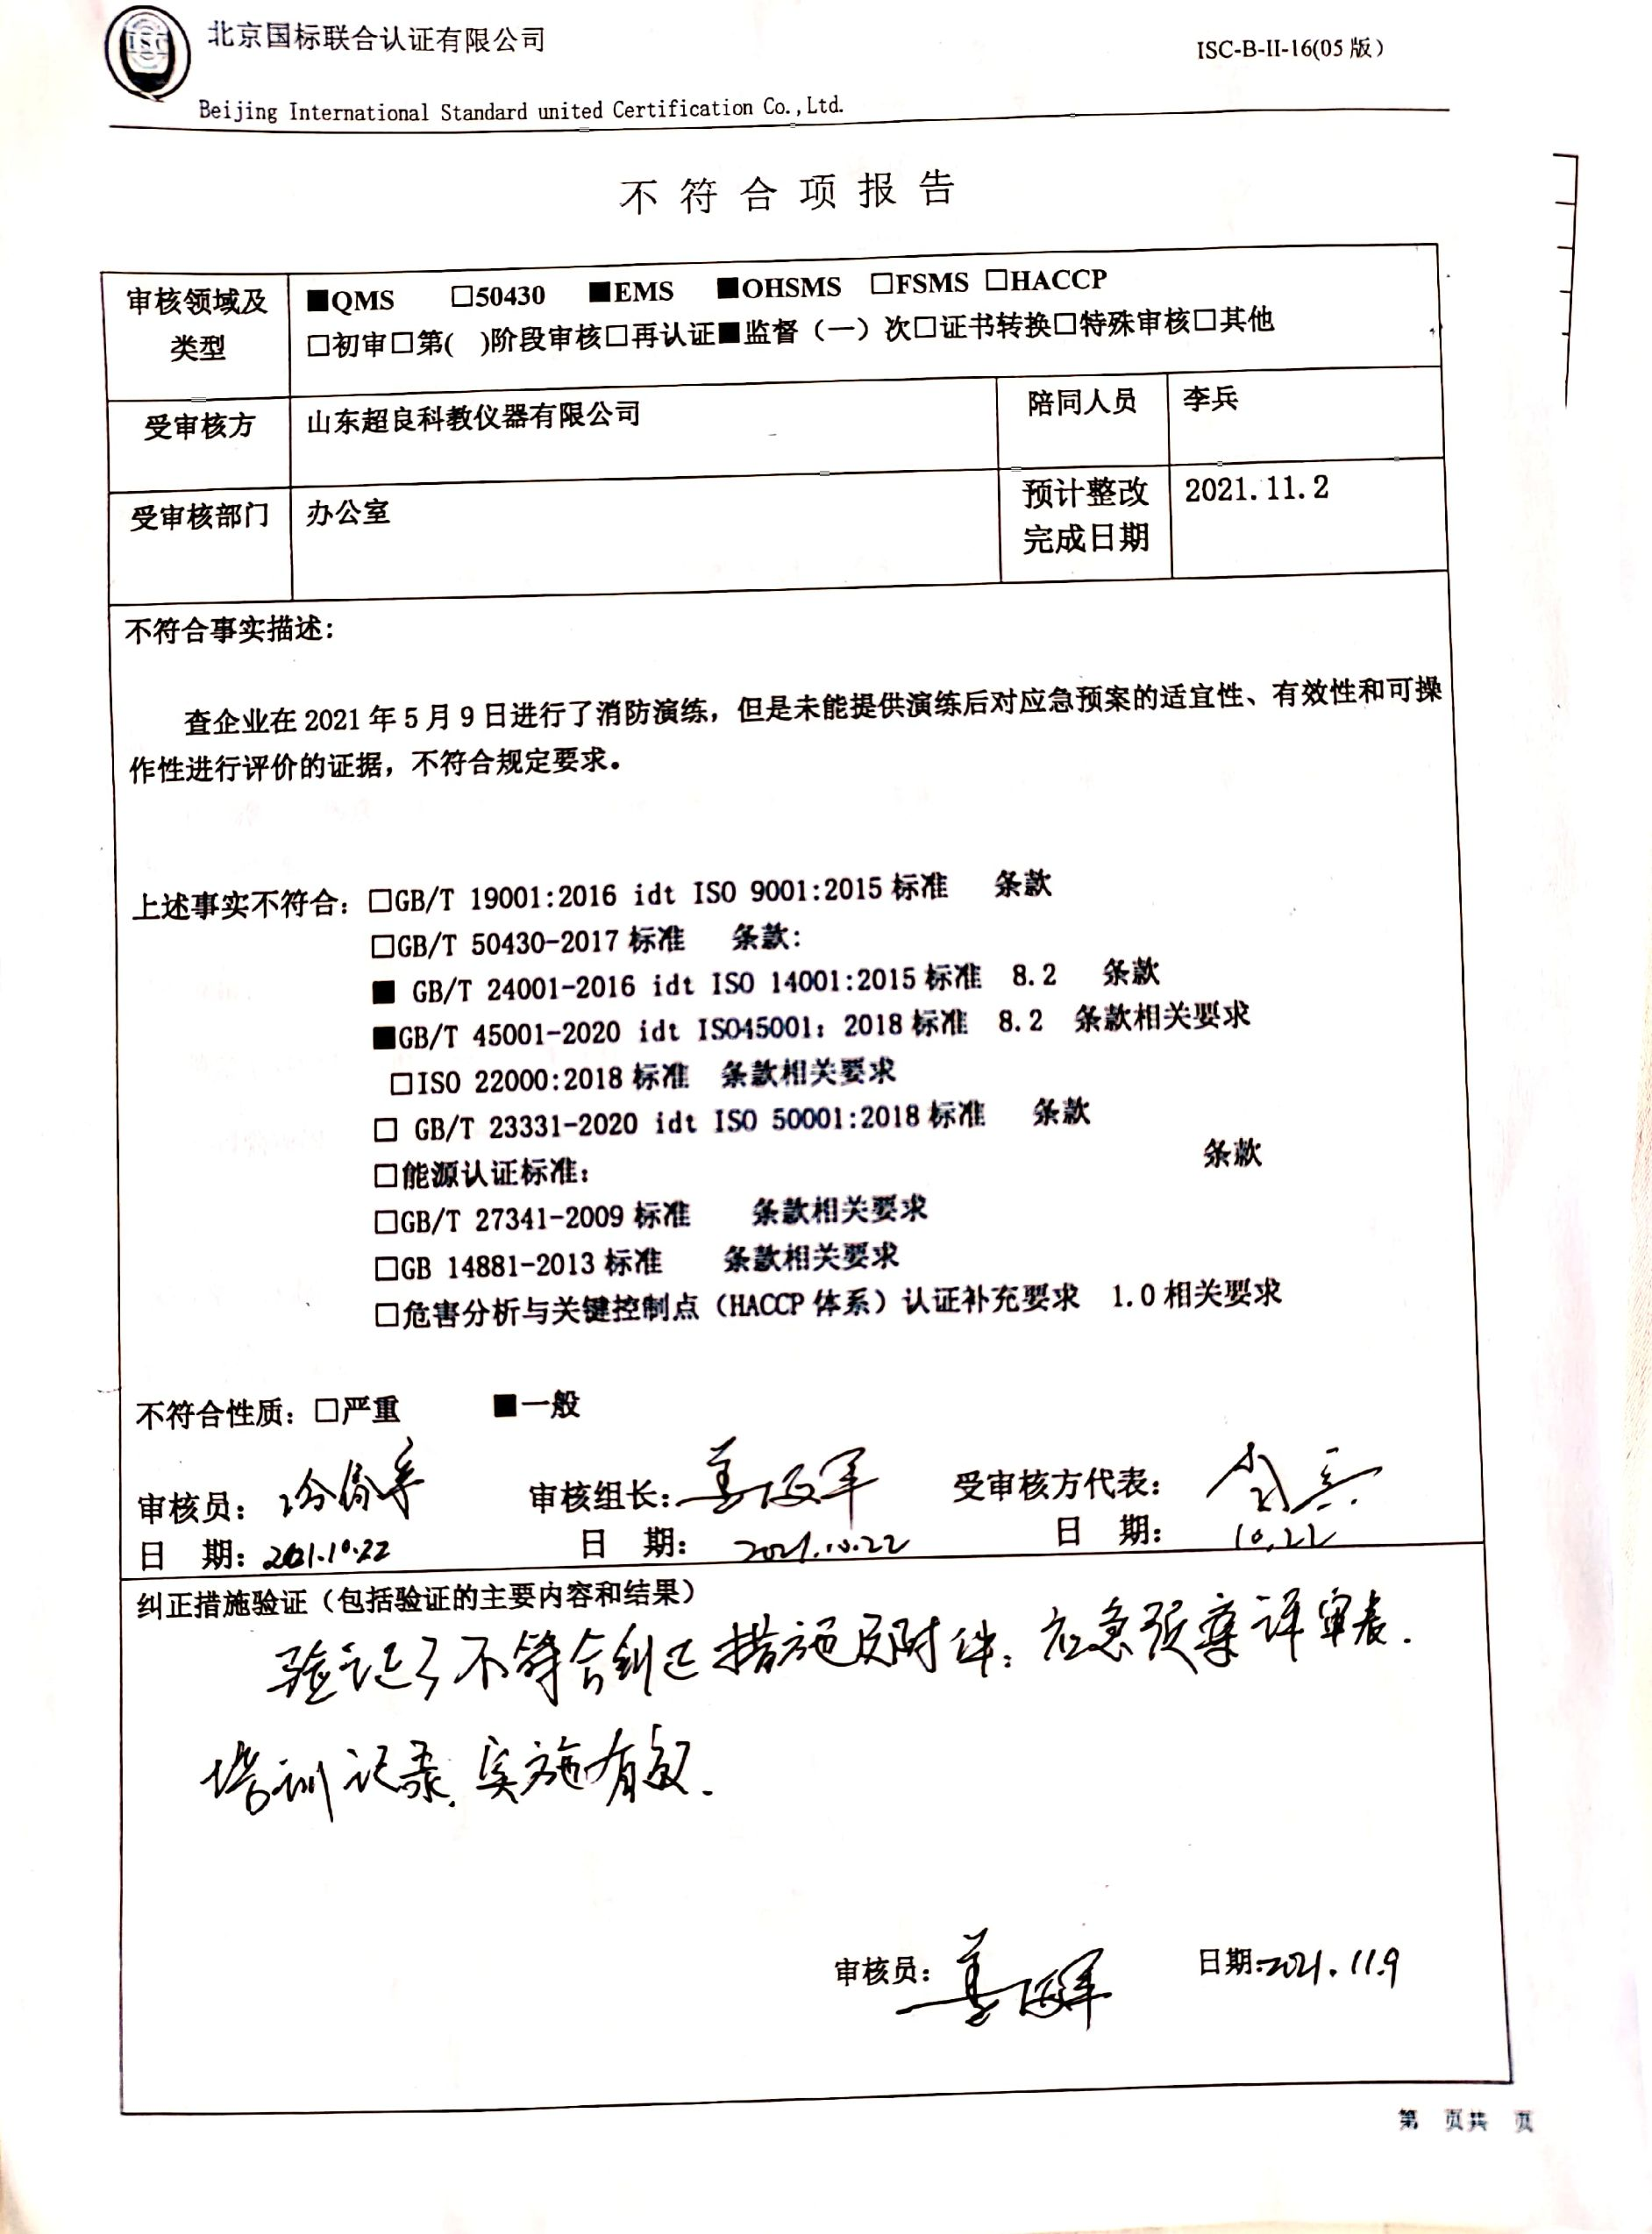 ISC
北京国标联合认证有限公司
ISC-B-II-16(05 版)
Beijing International Standard united Certification Co.,Ltd.
不符合项报告
审核领域及类型
■QMS □50430 ■EMS ■OHSMS □FSMS □HACCP
□初审□第( )阶段审核□再认证■监督（一）次□证书转换□特殊审核□其他
受审核方 山东超良科教仪器有限公司 陪同人员 李兵
受审核部门 办公室 预计整改完成日期 2021.11.2
不符合事实描述：
查企业在 2021 年 5 月 9 日进行了消防演练，但是未能提供演练后对应急预案的适宜性、有效性和可操
作性进行评价的证据，不符合规定要求。
上述事实不符合：□GB/T 19001:2016 idt ISO 9001:2015 标准 条款
□GB/T 50430-2017 标准 条款：
■ GB/T 24001-2016 idt ISO 14001:2015 标准 8.2 条款
■GB/T 45001-2020 idt ISO45001：2018 标准 8.2 条款相关要求
□ISO 22000:2018 标准 条款相关要求
□ GB/T 23331-2020 idt ISO 50001:2018 标准 条款
□能源认证标准： 条款
□GB/T 27341-2009 标准 条款相关要求
□GB 14881-2013 标准 条款相关要求
□危害分析与关键控制点（HACCP 体系）认证补充要求 1.0 相关要求
不符合性质：□严重 ■一般
审核员： 审核组长： 受审核方代表：
日 期：2021.10.22 日 期：2021.10.22 日 期：10.22
纠正措施验证（包括验证的主要内容和结果）
验证了不符合纠正措施及附件：应急预案评审表.
培训记录.实施有效.
审核员： 日期：2021.11.9
第 页共 页